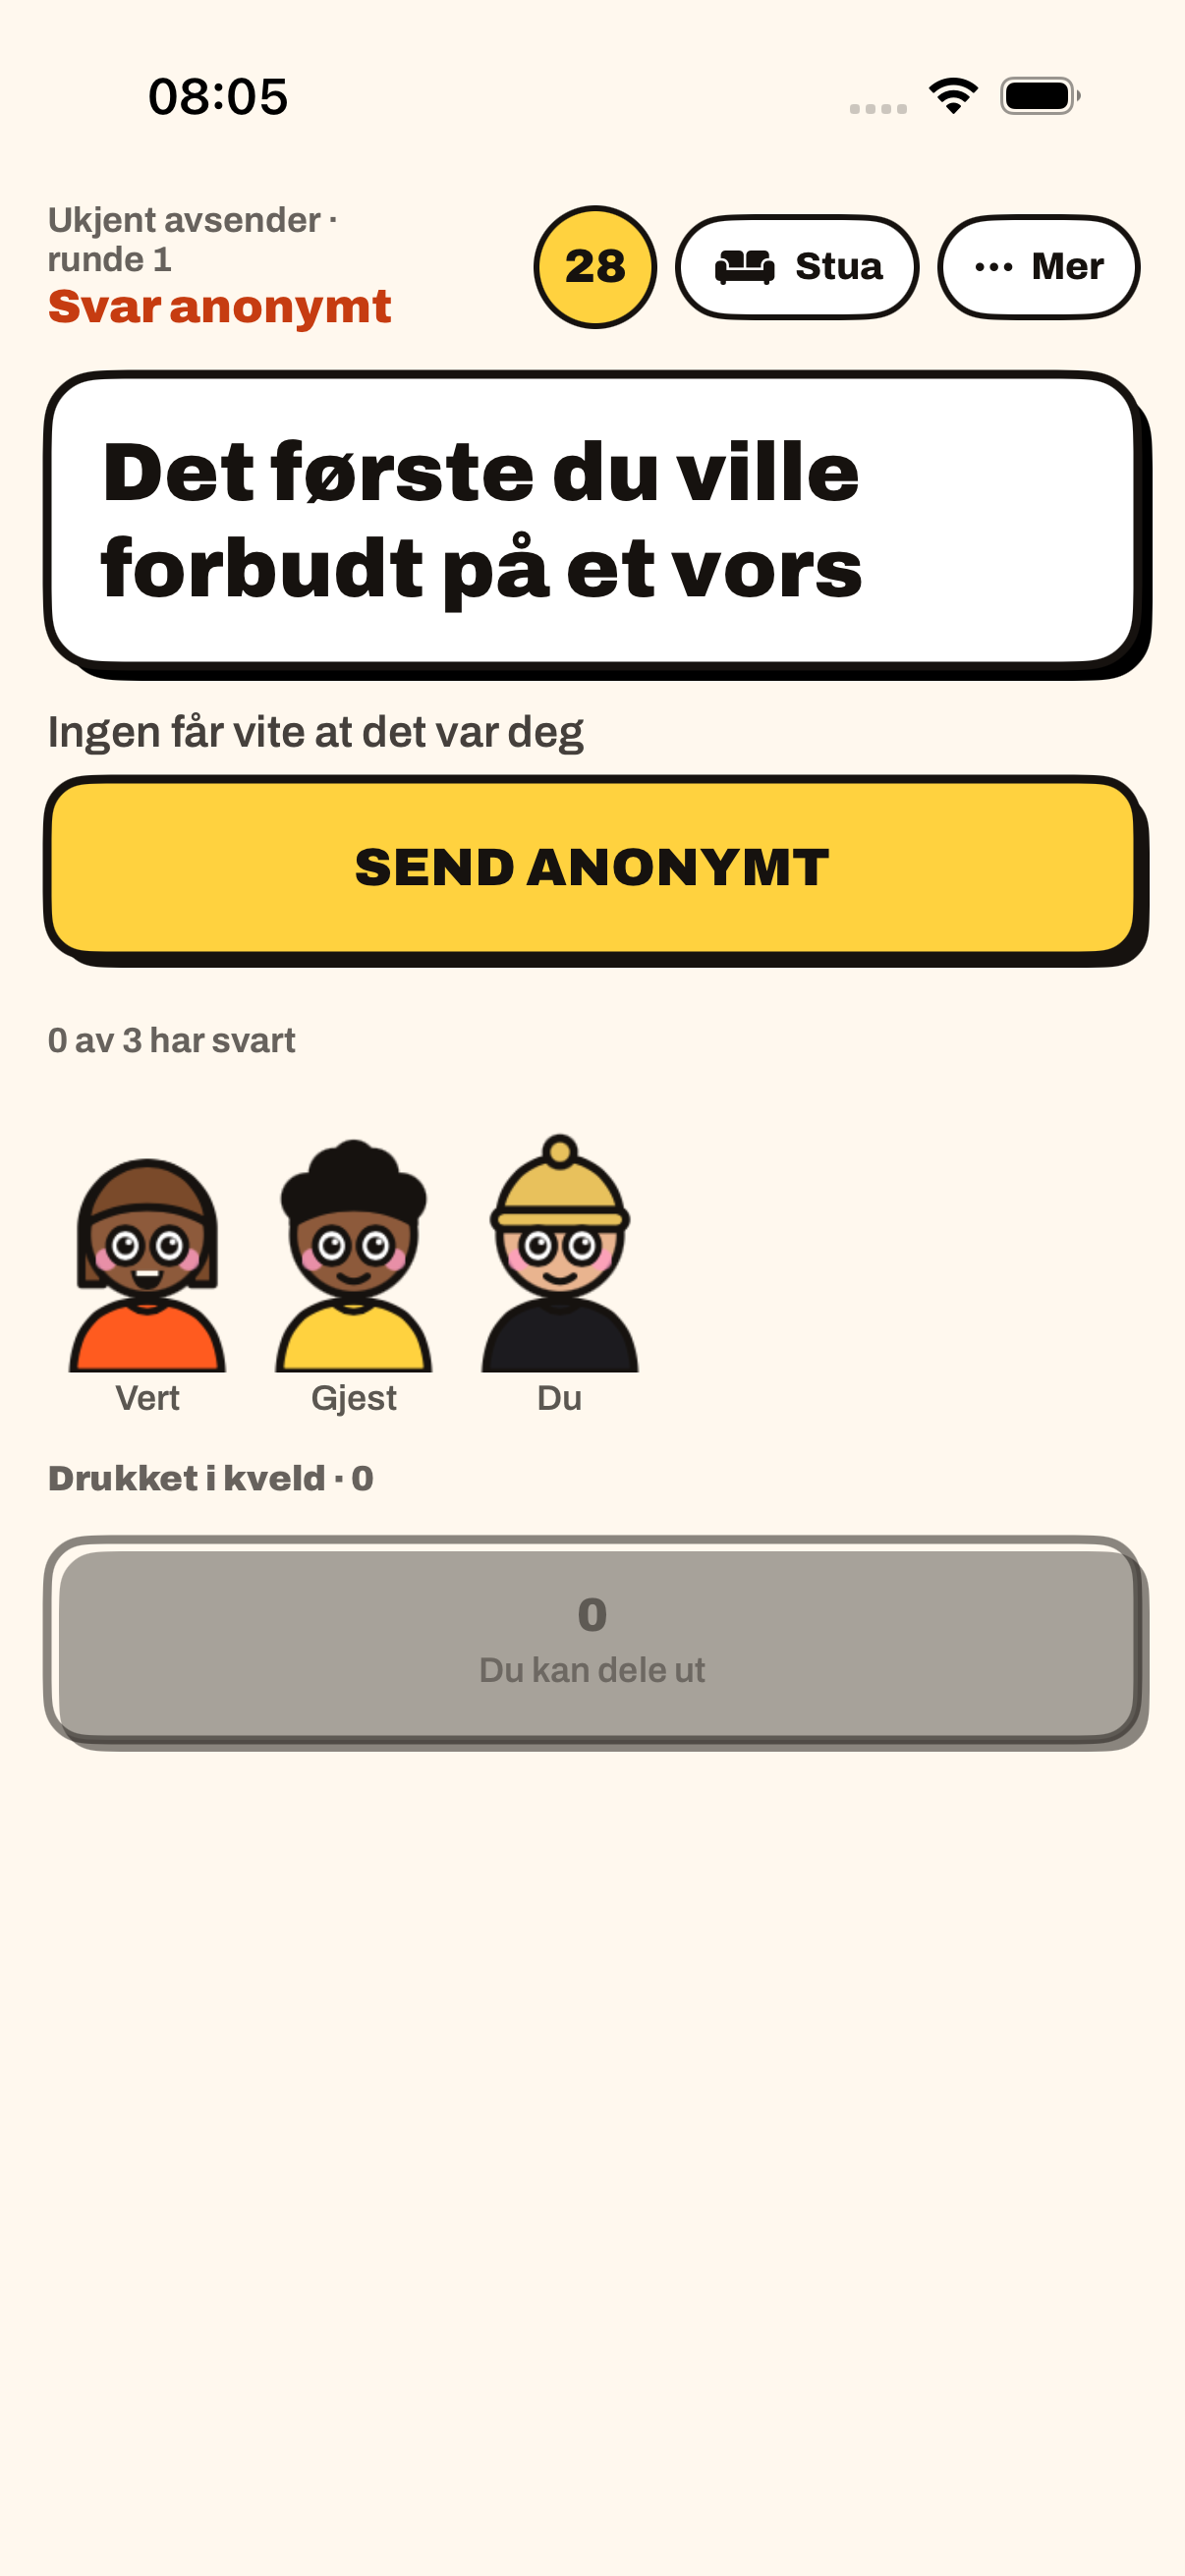 08:05
Ukjent avsender ·
runde 1
Svar anonymt
28
Stua
Mer
Det første du ville
forbudt på et vors
Ingen får vite at det var deg
SEND ANONYMT
0 av 3 har svart
Vert
Gjest
Du
Drukket i kveld · 0
0
Du kan dele ut